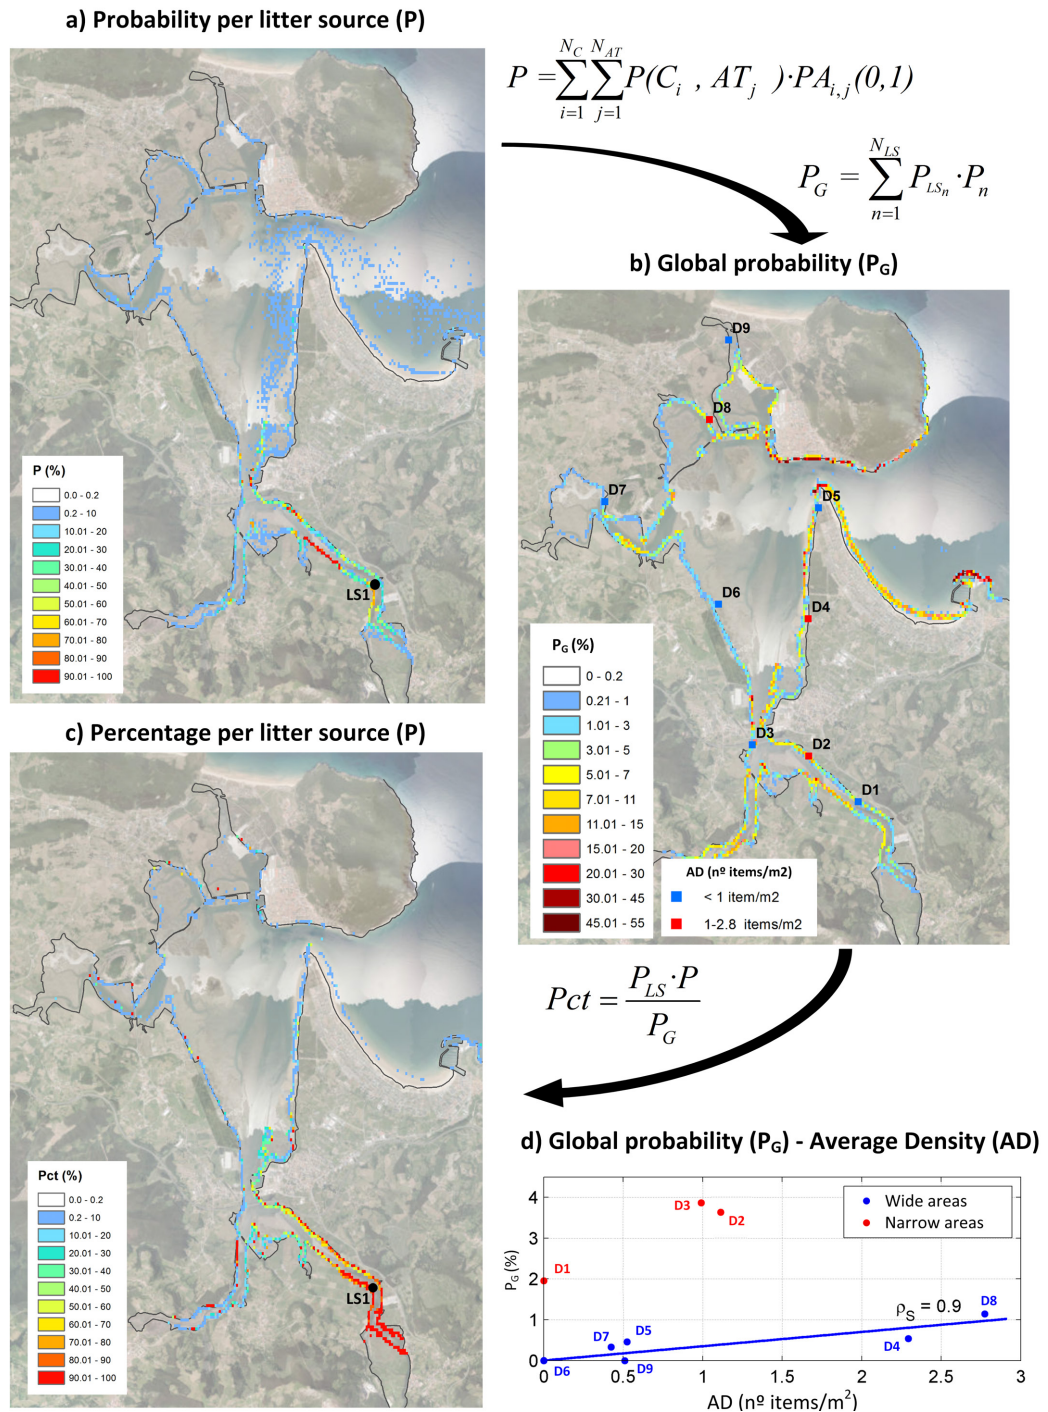 a) Probability per litter source (P)
P = ∑ i=1 N_C ∑ j=1 N_AT P(C_i , AT_j )·PA_i,j (0,1)
P_G = ∑ n=1 N_LS P_LSn · P_n
P (%)
0.0 - 0.2
0.2 - 10
10.01 - 20
20.01 - 30
30.01 - 40
40.01 - 50
50.01 - 60
60.01 - 70
70.01 - 80
80.01 - 90
90.01 - 100
LS1
b) Global probability (P_G)
D9
D8
D7
D5
D6
D4
D3
D2
D1
P_G (%)
0 - 0.2
0.21 - 1
1.01 - 3
3.01 - 5
5.01 - 7
7.01 - 11
11.01 - 15
15.01 - 20
20.01 - 30
30.01 - 45
45.01 - 55
AD (nº items/m2)
< 1 item/m2
1-2.8 items/m2
c) Percentage per litter source (P)
Pct = P_LS · P / P_G
Pct (%)
0.0 - 0.2
0.2 - 10
10.01 - 20
20.01 - 30
30.01 - 40
40.01 - 50
50.01 - 60
60.01 - 70
70.01 - 80
80.01 - 90
90.01 - 100
LS1
d) Global probability (P_G) - Average Density (AD)
P_G (%)
4
3
2
1
0
D3
D2
D1
D7
D5
D6
D9
D4
D8
ρ_S = 0.9
Wide areas
Narrow areas
0 0.5 1 1.5 2 2.5 3
AD (nº items/m²)